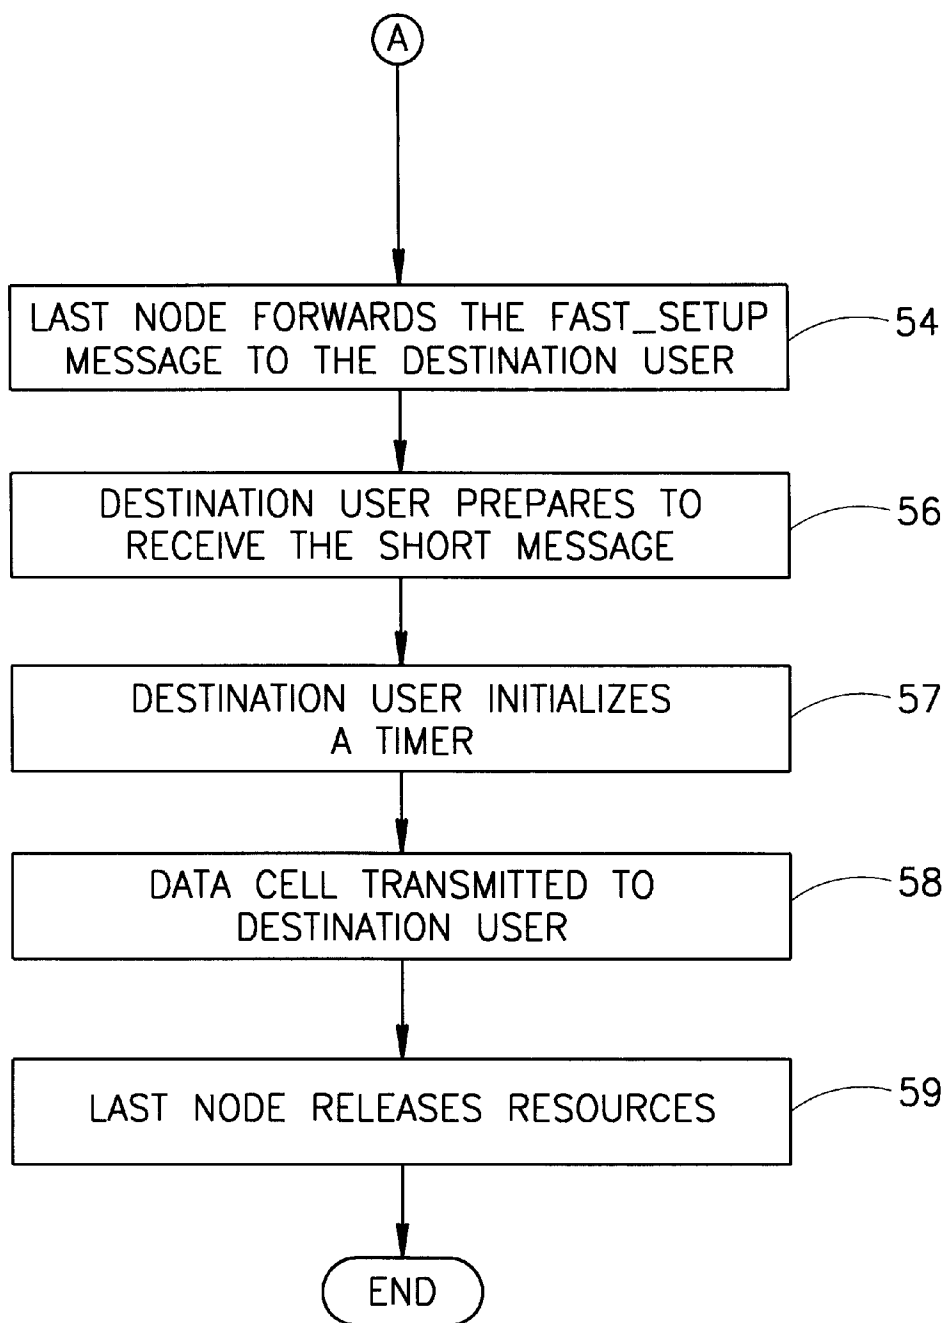 A
LAST NODE FORWARDS THE FAST_SETUP
MESSAGE TO THE DESTINATION USER
54
DESTINATION USER PREPARES TO
RECEIVE THE SHORT MESSAGE
56
DESTINATION USER INITIALIZES
A TIMER
57
DATA CELL TRANSMITTED TO
DESTINATION USER
58
LAST NODE RELEASES RESOURCES
59
END